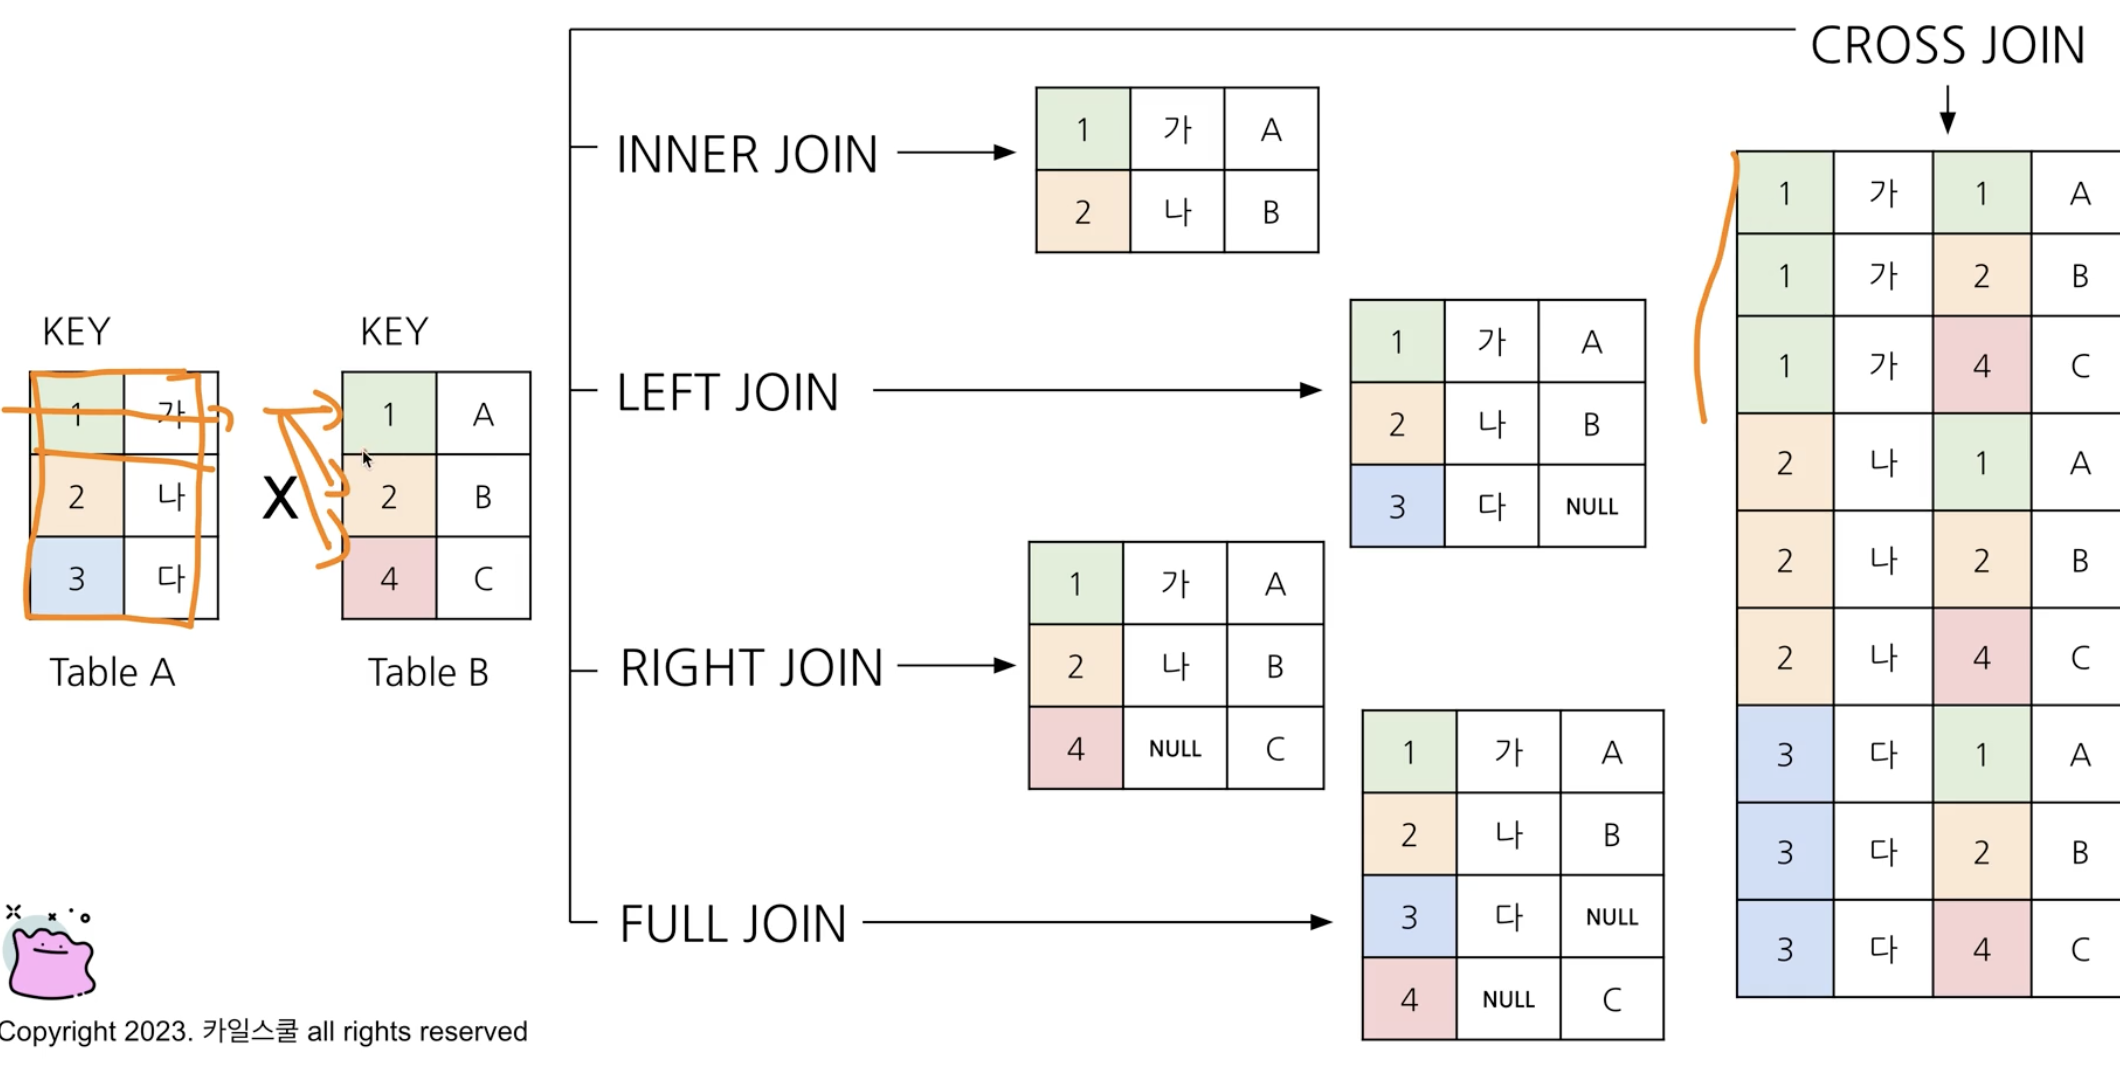 CROSS JOIN
INNER JOIN
1 가 A
2 나 B
LEFT JOIN
1 가 A
2 나 B
3 다 NULL
RIGHT JOIN
1 가 A
2 나 B
4 NULL C
FULL JOIN
1 가 A
2 나 B
3 다 NULL
4 NULL C
1 가 1 A
1 가 2 B
1 가 4 C
2 나 1 A
2 나 2 B
2 나 4 C
3 다 1 A
3 다 2 B
3 다 4 C
KEY
1 가
2 나
3 다
Table A
X
KEY
1 A
2 B
4 C
Table B
Copyright 2023. 카일스쿨 all rights reserved